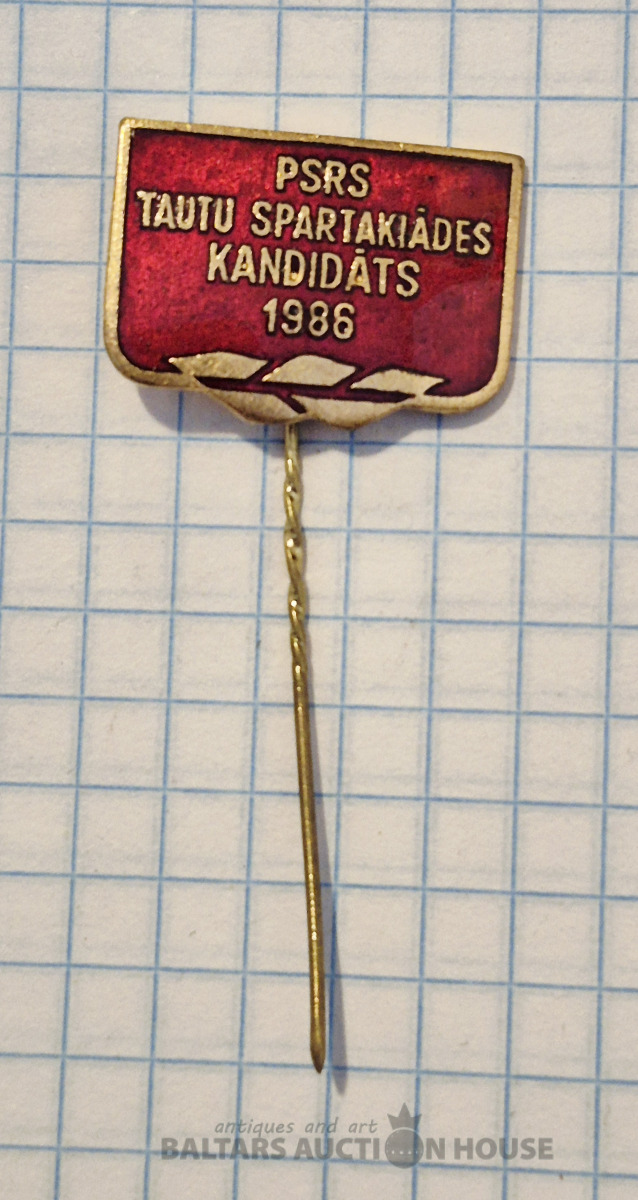 PSRS
TAUTU SPARTAKIĀDES
KANDIDĀTS
1986
antiques and art
BALTARS AUCTION HOUSE